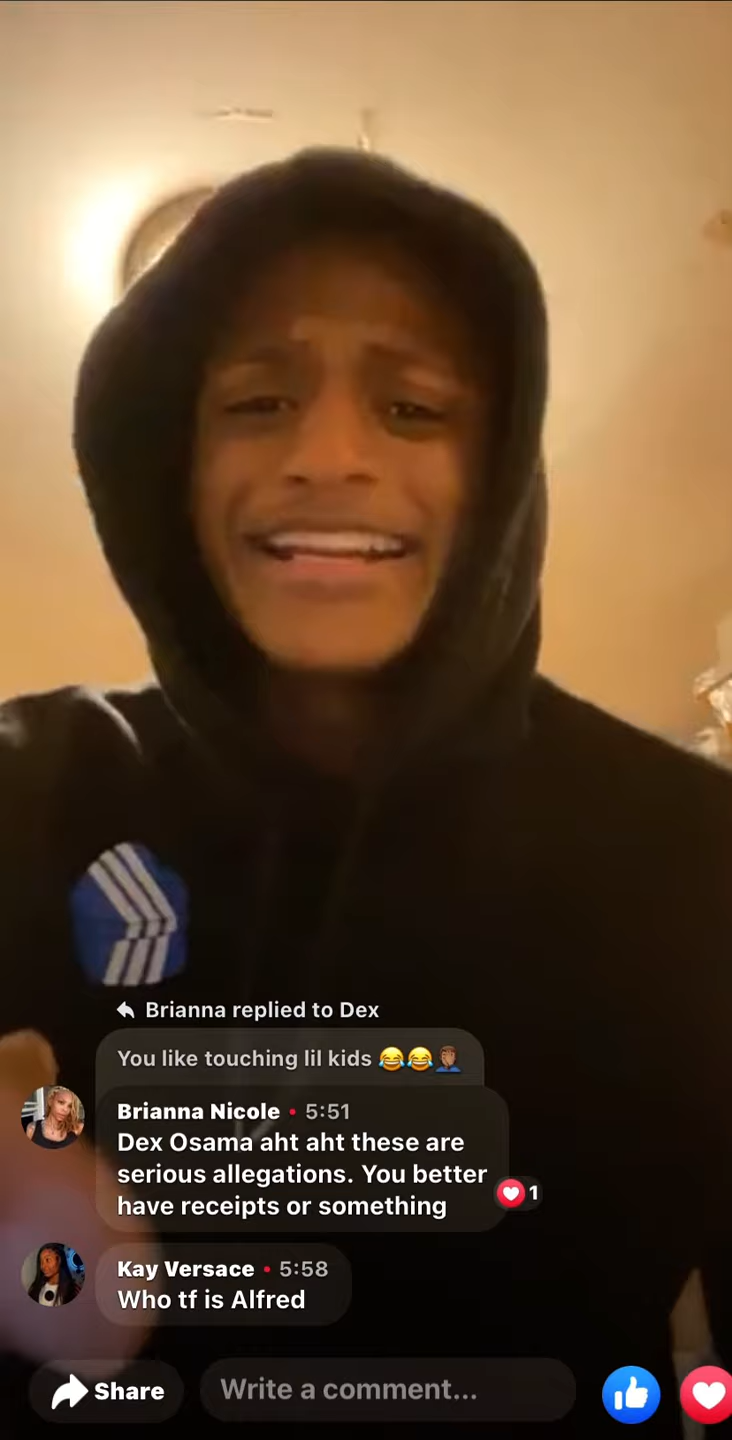 Brianna replied to Dex
You like touching lil kids 😂😂🤦🏽‍♂️
Brianna Nicole • 5:51
Dex Osama aht aht these are
serious allegations. You better
have receipts or something
1
Kay Versace • 5:58
Who tf is Alfred
Share
Write a comment...